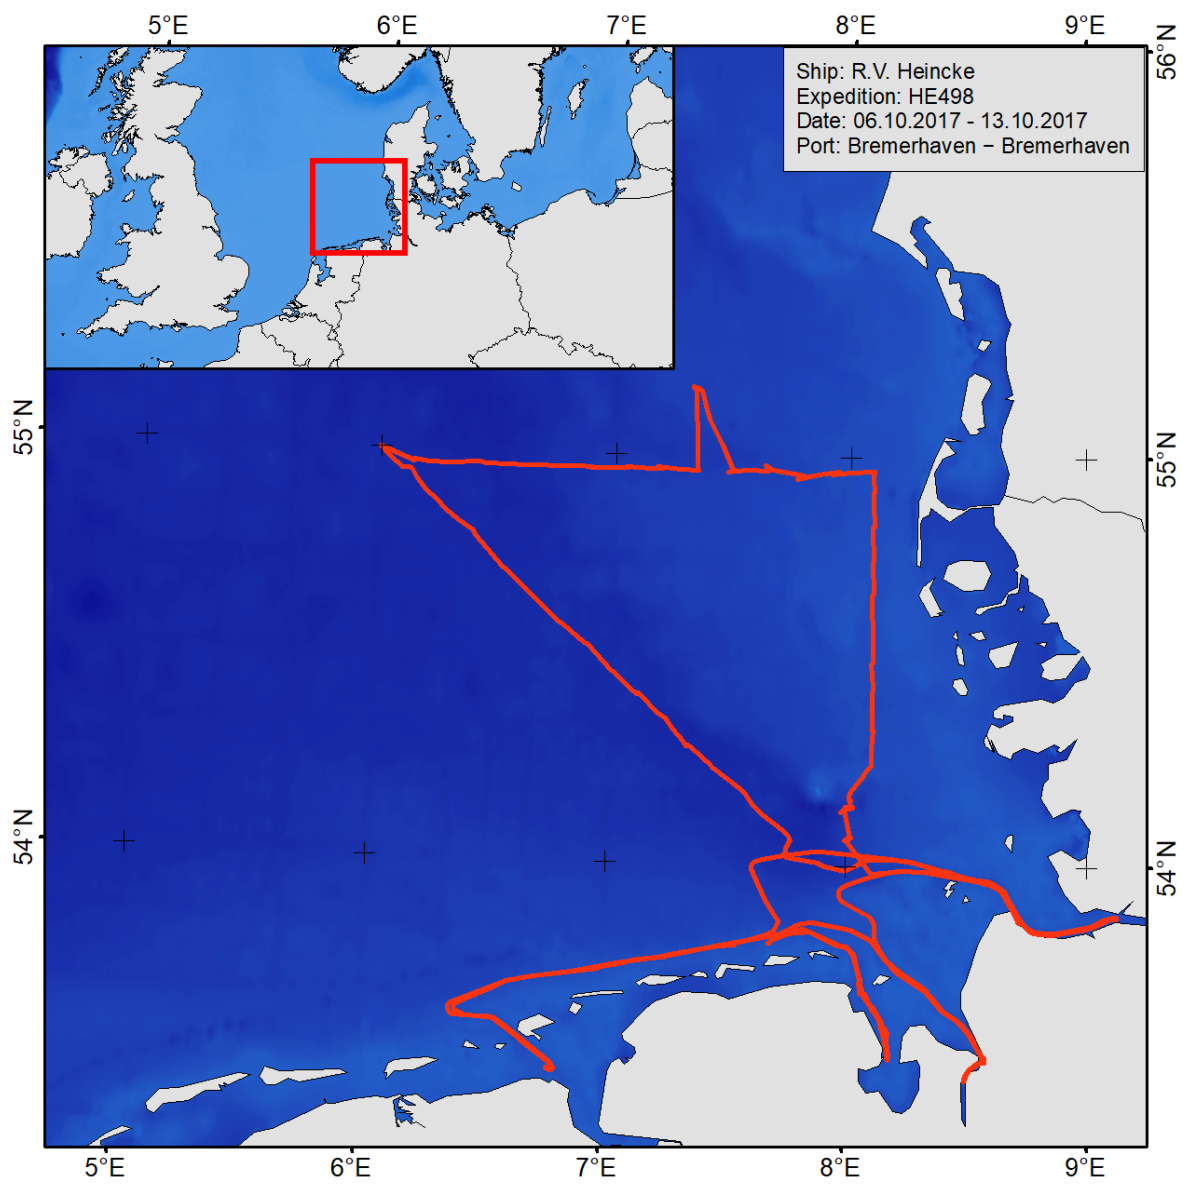 5°E 6°E 7°E 8°E 9°E
56°N
Ship: R.V. Heincke
Expedition: HE498
Date: 06.10.2017 - 13.10.2017
Port: Bremerhaven – Bremerhaven
55°N
55°N
54°N
54°N
5°E 6°E 7°E 8°E 9°E